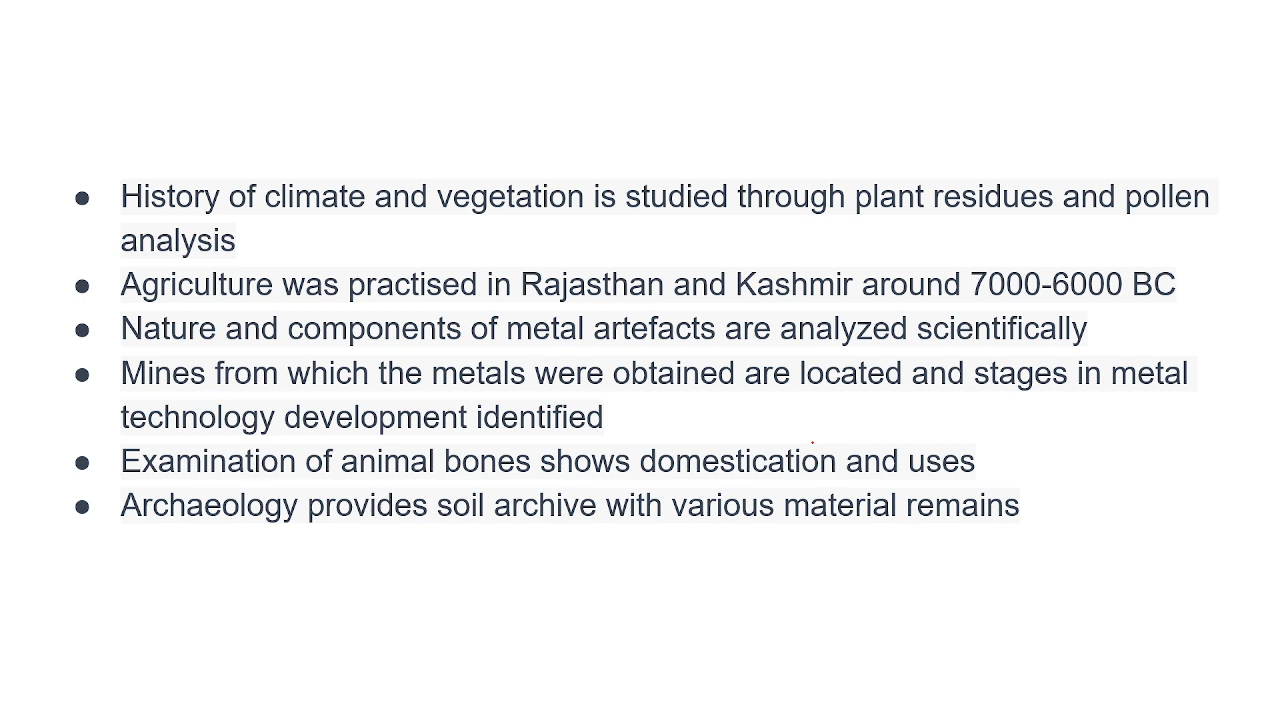 ● History of climate and vegetation is studied through plant residues and pollen
analysis
● Agriculture was practised in Rajasthan and Kashmir around 7000-6000 BC
● Nature and components of metal artefacts are analyzed scientifically
● Mines from which the metals were obtained are located and stages in metal
technology development identified
● Examination of animal bones shows domestication and uses
● Archaeology provides soil archive with various material remains